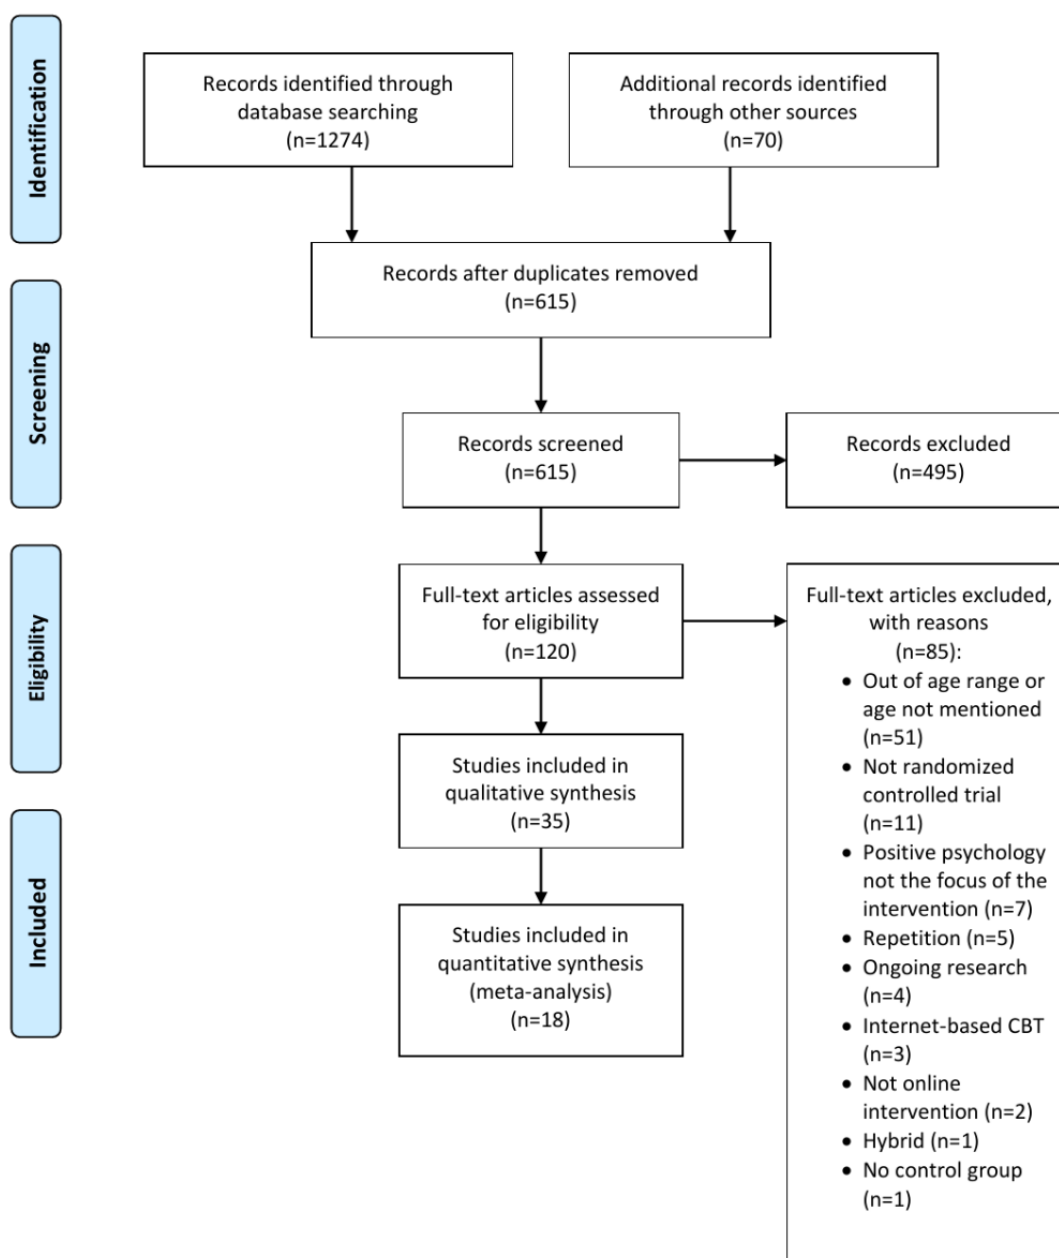 Identification
Records identified through
database searching
(n=1274)
Additional records identified
through other sources
(n=70)
Records after duplicates removed
(n=615)
Screening
Records screened
(n=615)
Records excluded
(n=495)
Eligibility
Full-text articles assessed
for eligibility
(n=120)
Full-text articles excluded,
with reasons
(n=85):
• Out of age range or
age not mentioned
(n=51)
• Not randomized
controlled trial
(n=11)
• Positive psychology
not the focus of the
intervention (n=7)
• Repetition (n=5)
• Ongoing research
(n=4)
• Internet-based CBT
(n=3)
• Not online
intervention (n=2)
• Hybrid (n=1)
• No control group
(n=1)
Studies included in
qualitative synthesis
(n=35)
Included
Studies included in
quantitative synthesis
(meta-analysis)
(n=18)